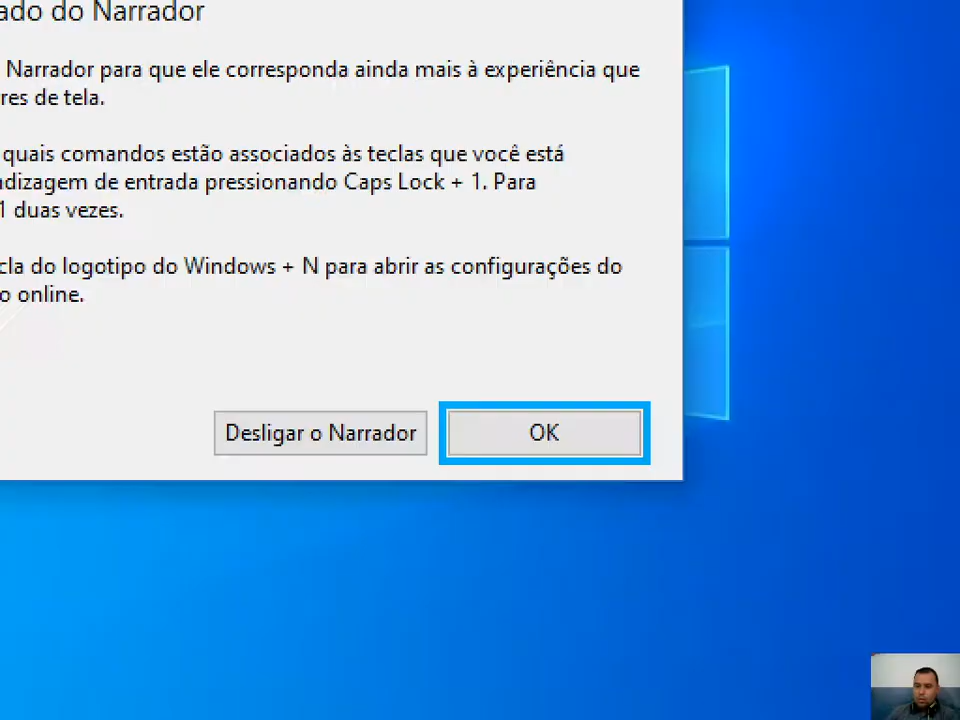 ado do Narrador
Narrador para que ele corresponda ainda mais à experiência que
res de tela.
quais comandos estão associados às teclas que você está
dizagem de entrada pressionando Caps Lock + 1. Para
1 duas vezes.
cla do logotipo do Windows + N para abrir as configurações do
o online.
Desligar o Narrador
OK